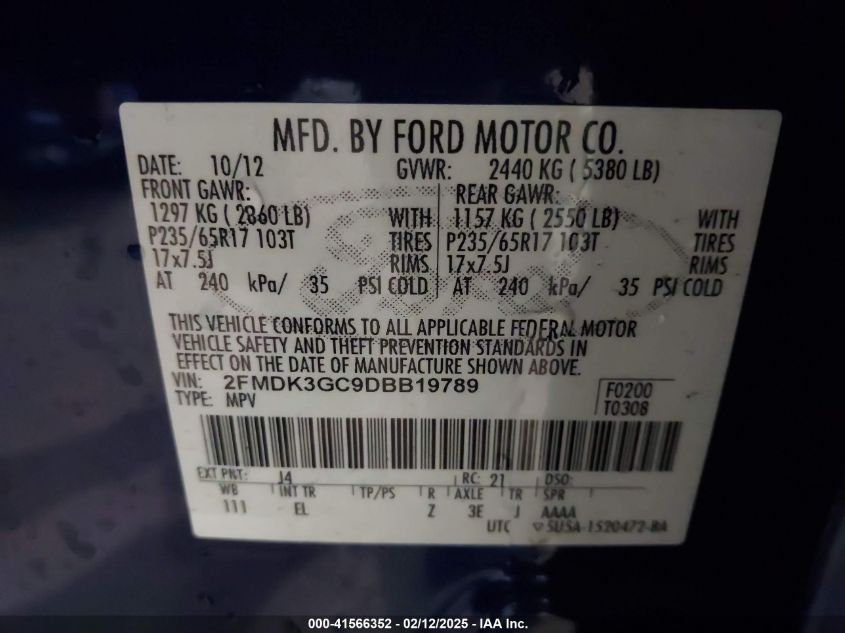 MFD. BY FORD MOTOR CO.
DATE: 10/12 GVWR: 2440 KG ( 5380 LB)
FRONT GAWR: REAR GAWR:
1297 KG ( 2860 LB) WITH 1157 KG ( 2550 LB) WITH
P235/65R17 103T TIRES P235/65R17 103T TIRES
17x7.5J RIMS 17x7.5J RIMS
AT 240 kPa/ 35 PSI COLD AT 240 kPa/ 35 PSI COLD
THIS VEHICLE CONFORMS TO ALL APPLICABLE FEDERAL MOTOR
VEHICLE SAFETY AND THEFT PREVENTION STANDARDS IN
EFFECT ON THE DATE OF MANUFACTURE SHOWN ABOVE.
VIN: 2FMDK3GC9DBB19789 F0200
TYPE: MPV T0308
EXT PNT: J4 RC: 21 DSO:
WB INT TR TP/PS R AXLE TR SPR
111 EL Z 3E J AAAA
UTC 5U5A-1520472-BA
000-41566352 - 02/12/2025 - IAA Inc.